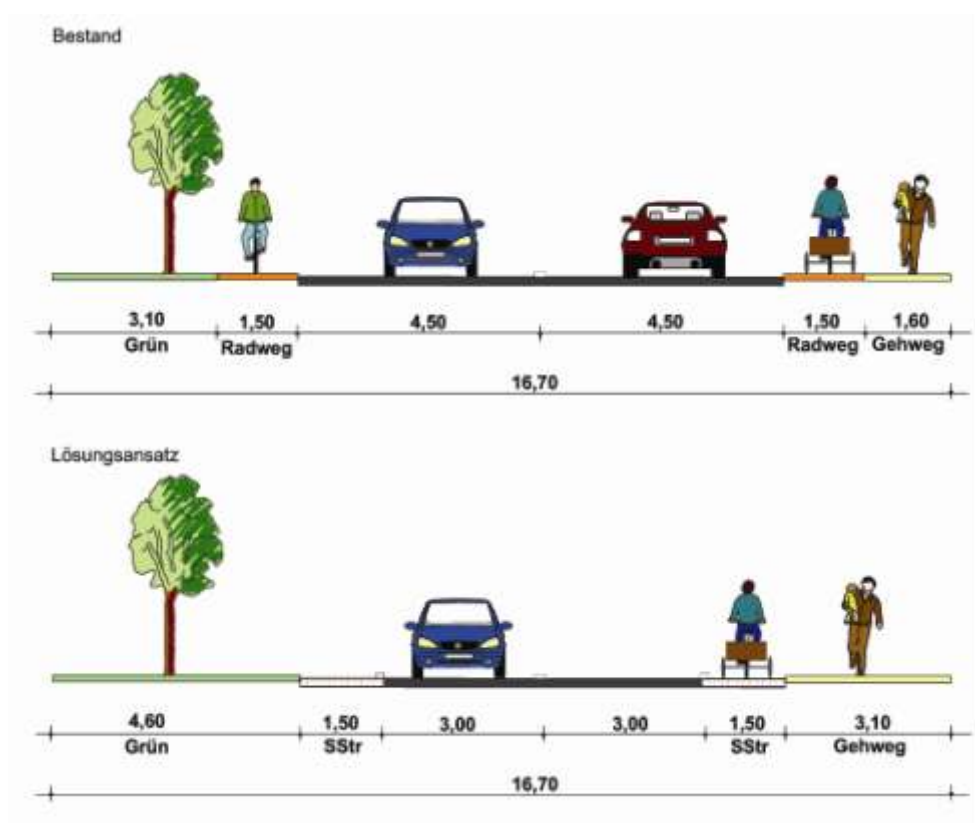 Bestand
3,10 1,50 4,50 4,50 1,50 1,60
Grün Radweg Radweg Gehweg
16,70
Lösungsansatz
4,60 1,50 3,00 3,00 1,50 3,10
Grün SStr SStr Gehweg
16,70